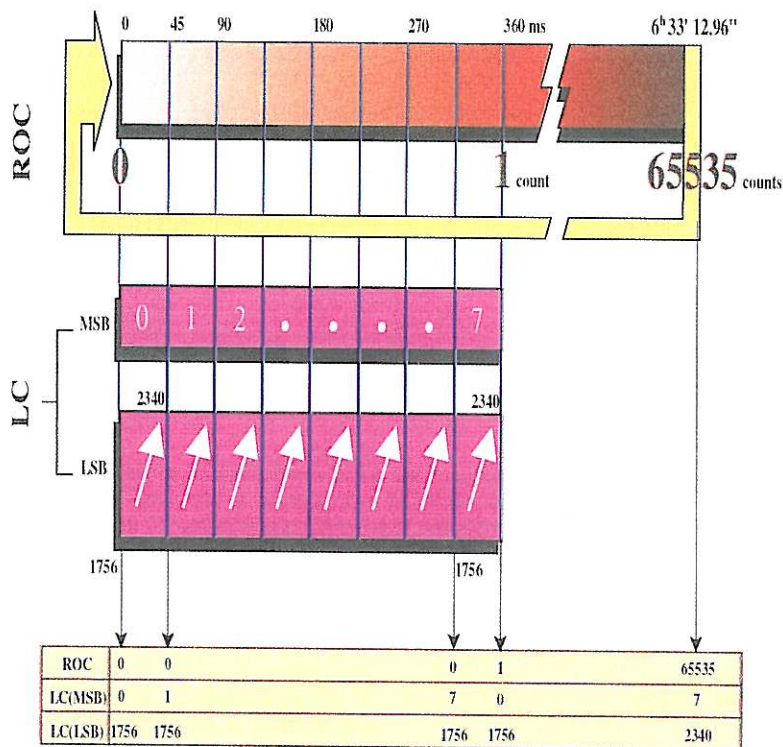 0 45 90 180 270 360 ms 6h 33' 12.96"
ROC
0 1 count 65535 counts
MSB 0 1 2 . . . . 7
LC
2340 2340
LSB
1756 1756
ROC 0 0 0 1 65535
LC(MSB) 0 1 7 0 7
LC(LSB) 1756 1756 1756 1756 2340